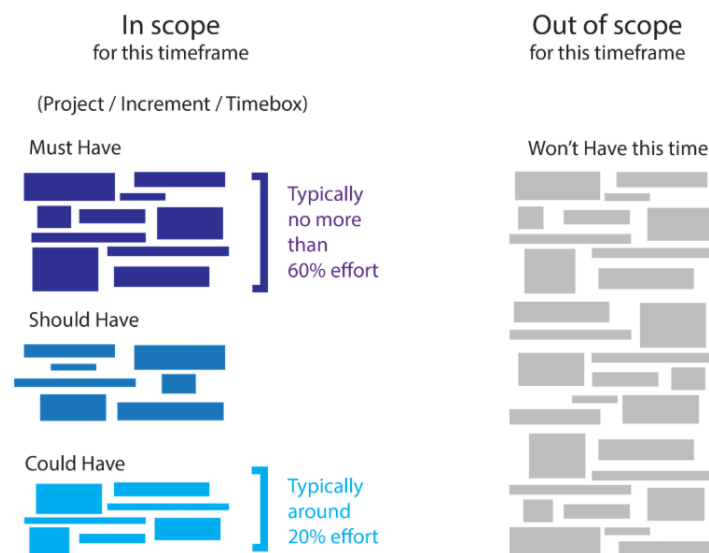 In scope
for this timeframe
(Project / Increment / Timebox)
Must Have
Typically
no more
than
60% effort
Should Have
Could Have
Typically
around
20% effort
Out of scope
for this timeframe
Won't Have this time